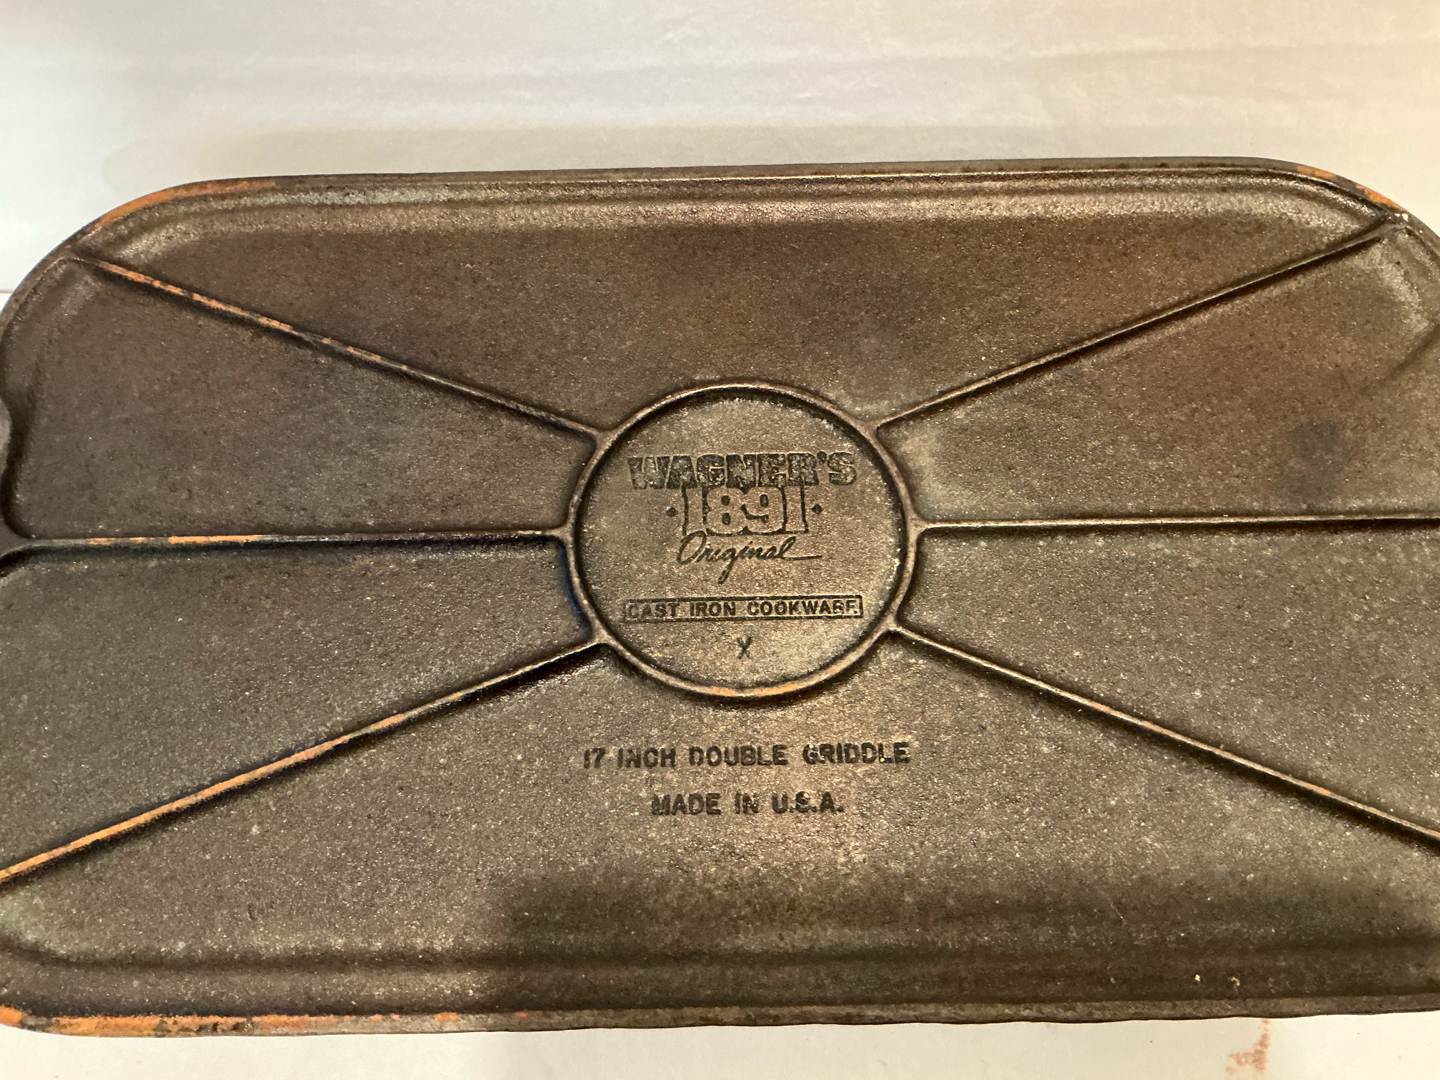 WAGNER'S
·1891·
Original
CAST IRON COOKWARE
X
17 INCH DOUBLE GRIDDLE
MADE IN U.S.A.